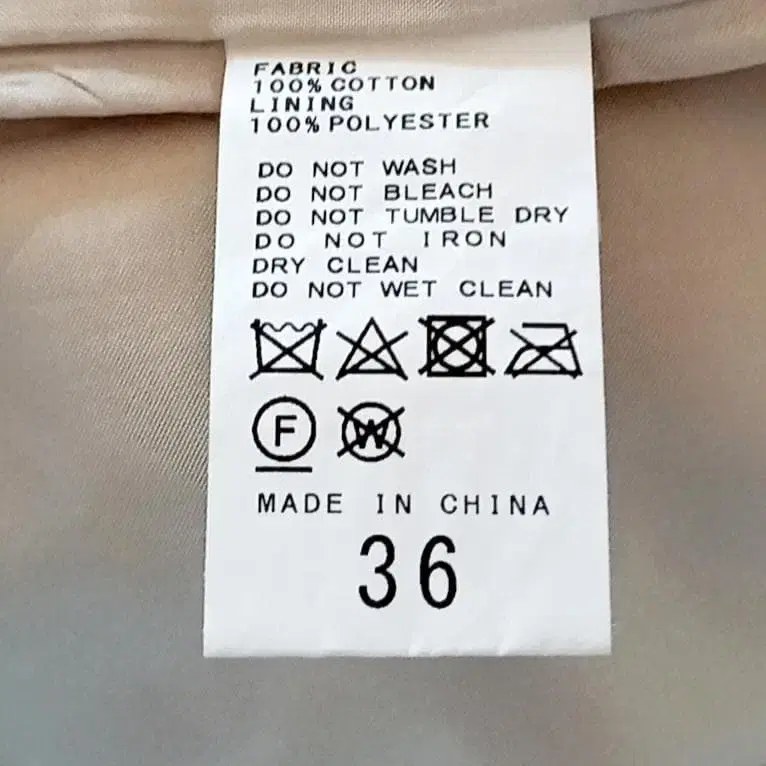 FABRIC
100% COTTON
LINING
100% POLYESTER
DO NOT WASH
DO NOT BLEACH
DO NOT TUMBLE DRY
DO NOT IRON
DRY CLEAN
DO NOT WET CLEAN
F W
MADE IN CHINA
36